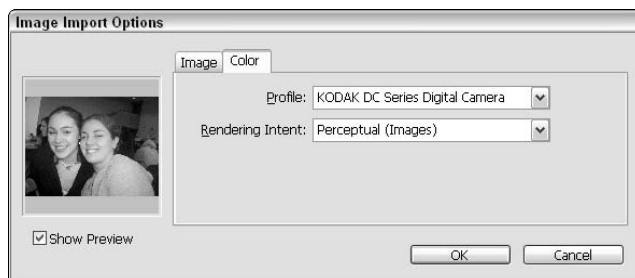 Image Import Options
Image
Color
Profile:
KODAK DC Series Digital Camera
Rendering Intent:
Perceptual (Images)
Show Preview
OK
Cancel